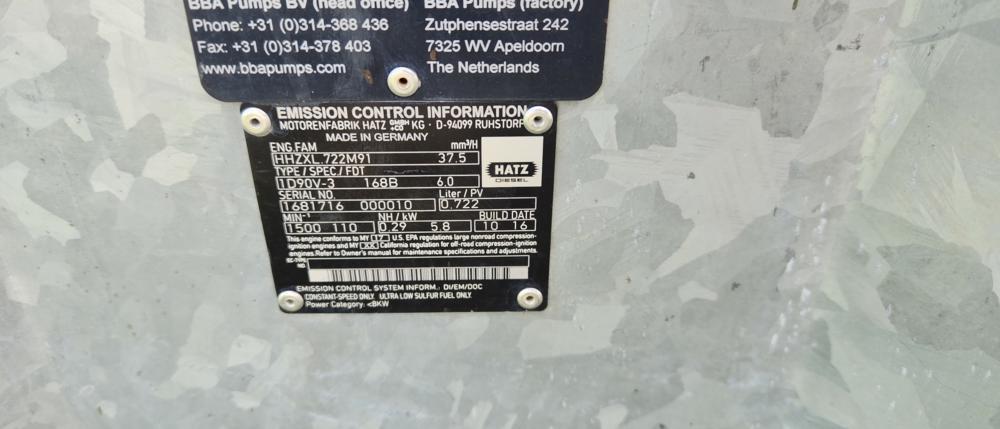 BBA Pumps BV (head office) BBA Pumps (factory)
Phone: +31 (0)314-368 436 Zutphensestraat 242
Fax: +31 (0)314-378 403 7325 WV Apeldoorn
www.bbapumps.com The Netherlands
EMISSION CONTROL INFORMATION
MOTORENFABRIK HATZ GMBH +CO KG · D-94099 RUHSTORF
MADE IN GERMANY
ENG.FAM mm³/H
HHZXL.722M91 37.5
TYPE / SPEC / FDT
1D90V-3 168B 6.0
HATZ
DIESEL
SERIAL NO. Liter / PV
1681716 000010 0.722
MIN⁻¹ NH / kW BUILD DATE
1500 110 0.29 5.8 10 16
This engine conforms to MY 17 U.S. EPA regulations large nonroad compression-
ignition engines and MY XX California regulation for off-road compression-ignition
engines. Refer to Owner's manual for maintenance specifications and adjustments.
EC-TYPE
NO.
EMISSION CONTROL SYSTEM INFORM.: DI/EM/DOC
CONSTANT-SPEED ONLY. ULTRA LOW SULFUR FUEL ONLY.
Power Category: <8KW